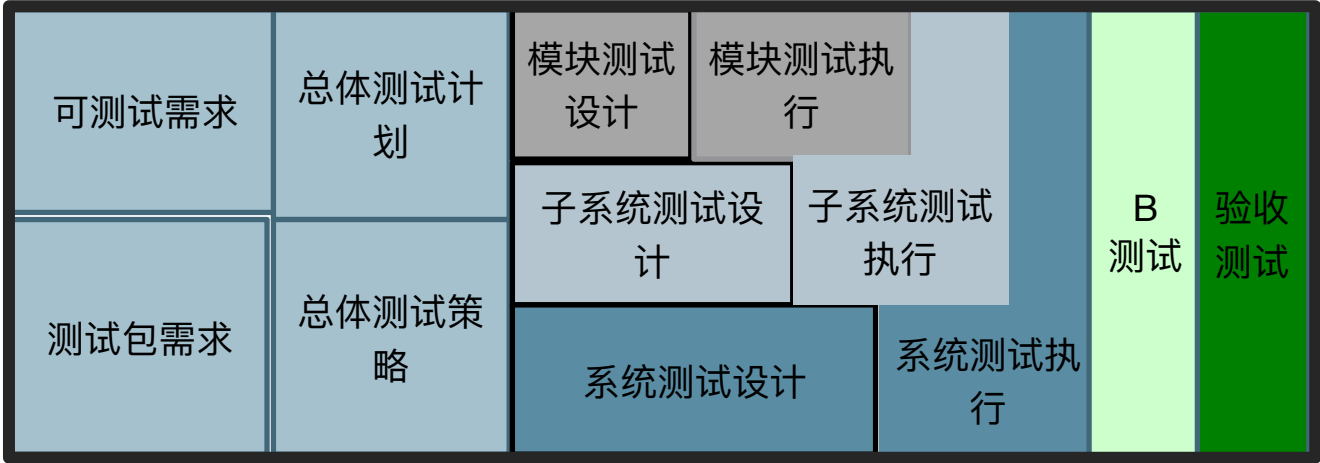 可测试需求
总体测试计
划
模块测试
设计
模块测试执
行
子系统测试设
计
子系统测试
执行
B
测试
验收
测试
测试包需求
总体测试策
略
系统测试设计
系统测试执
行